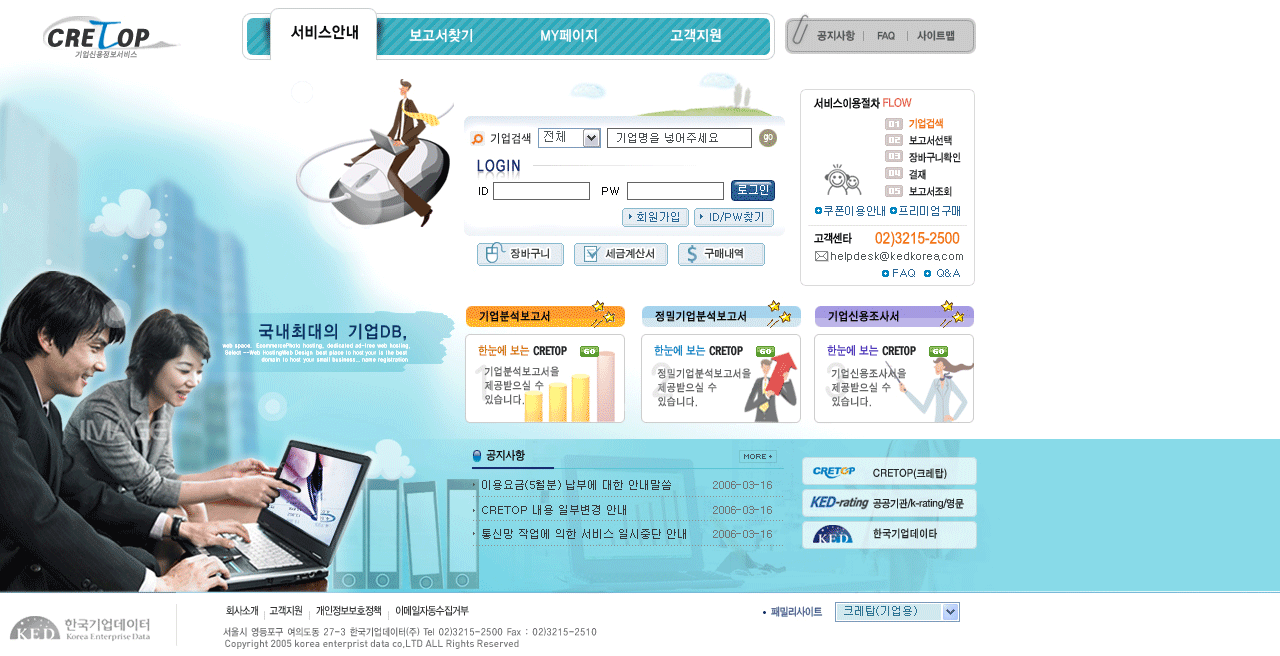 CRETOP
기업신용정보서비스
서비스안내
보고서찾기
MY페이지
고객지원
공지사항 | FAQ | 사이트맵
기업검색 전체 기업명을 넣어주세요 go
LOGIN
ID PW 로그인
회원가입 ID/PW찾기
장바구니 세금계산서 구매내역
서비스이용절차 FLOW
01 기업검색
02 보고서선택
03 장바구니확인
04 결재
05 보고서조회
쿠폰이용안내 프리미엄구매
고객센타 02)3215-2500
helpdesk@kedkorea,com
FAQ Q&A
국내최대의 기업DB,
web space. EcommercePhoto hosting, dedicated ad-free web hosting,
Select --Web HostingWeb Design best place to host your is the best
domain to host your small business... name registration
IMAGE
기업분석보고서
한눈에 보는 CRETOP GO
1
기업분석보고서을
제공받으실 수
있습니다.
정밀기업분석보고서
한눈에 보는 CRETOP GO
2
정밀기업분석보고서을
제공받으실 수
있습니다.
기업신용조사서
한눈에 보는 CRETOP GO
3
기업신용조사서을
제공받으실 수
있습니다.
공지사항 MORE +
이용요금(5월분) 납부에 대한 안내말씀 2006-03-16
CRETOP 내용 일부변경 안내 2006-03-16
통신망 작업에 의한 서비스 일시중단 안내 2006-03-16
CRETOP CRETOP(크레탑)
KED-rating 공공기관/k-rating/영문
KED 한국기업데이타
KED 한국기업데이터
Korea Enterprise Data
회사소개 | 고객지원 | 개인정보보호정책 | 이메일자동수집거부
서울시 영등포구 여의도동 27-3 한국기업데이터(주) Tel 02)3215-2500 Fax : 02)3215-2510
Copyright 2005 korea enterprist data co,LTD ALL Rights Reserved
패밀리사이트 크레탑(기업용)